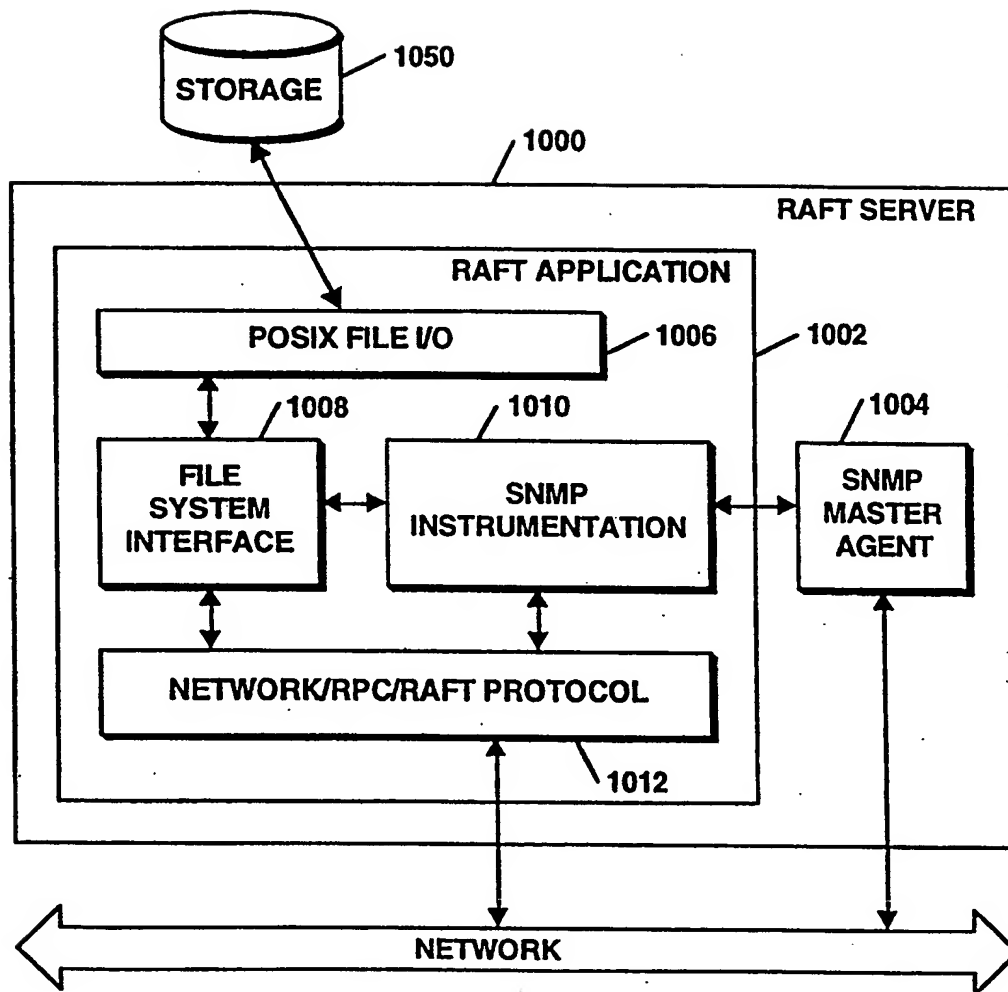 STORAGE
1050
1000
RAFT SERVER
RAFT APPLICATION
POSIX FILE I/O
1006
1002
1008
1010
1004
FILE
SYSTEM
INTERFACE
SNMP
INSTRUMENTATION
SNMP
MASTER
AGENT
NETWORK/RPC/RAFT PROTOCOL
1012
NETWORK